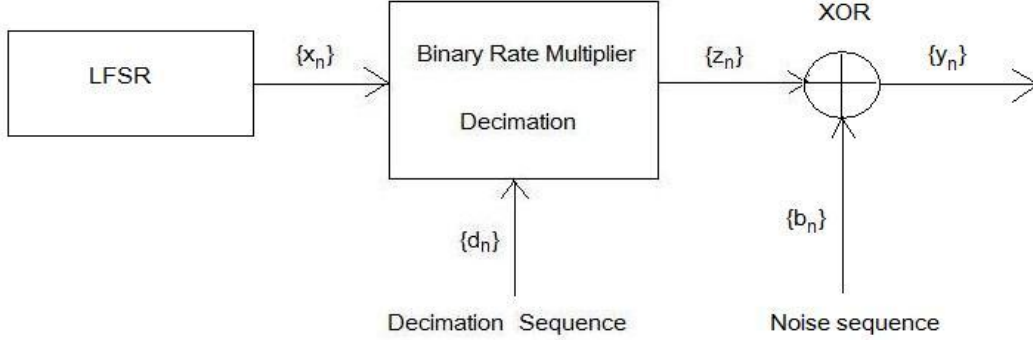 XOR
LFSR
{xn}
Binary Rate Multiplier
Decimation
{zn}
{yn}
{dn}
{bn}
Decimation Sequence
Noise sequence